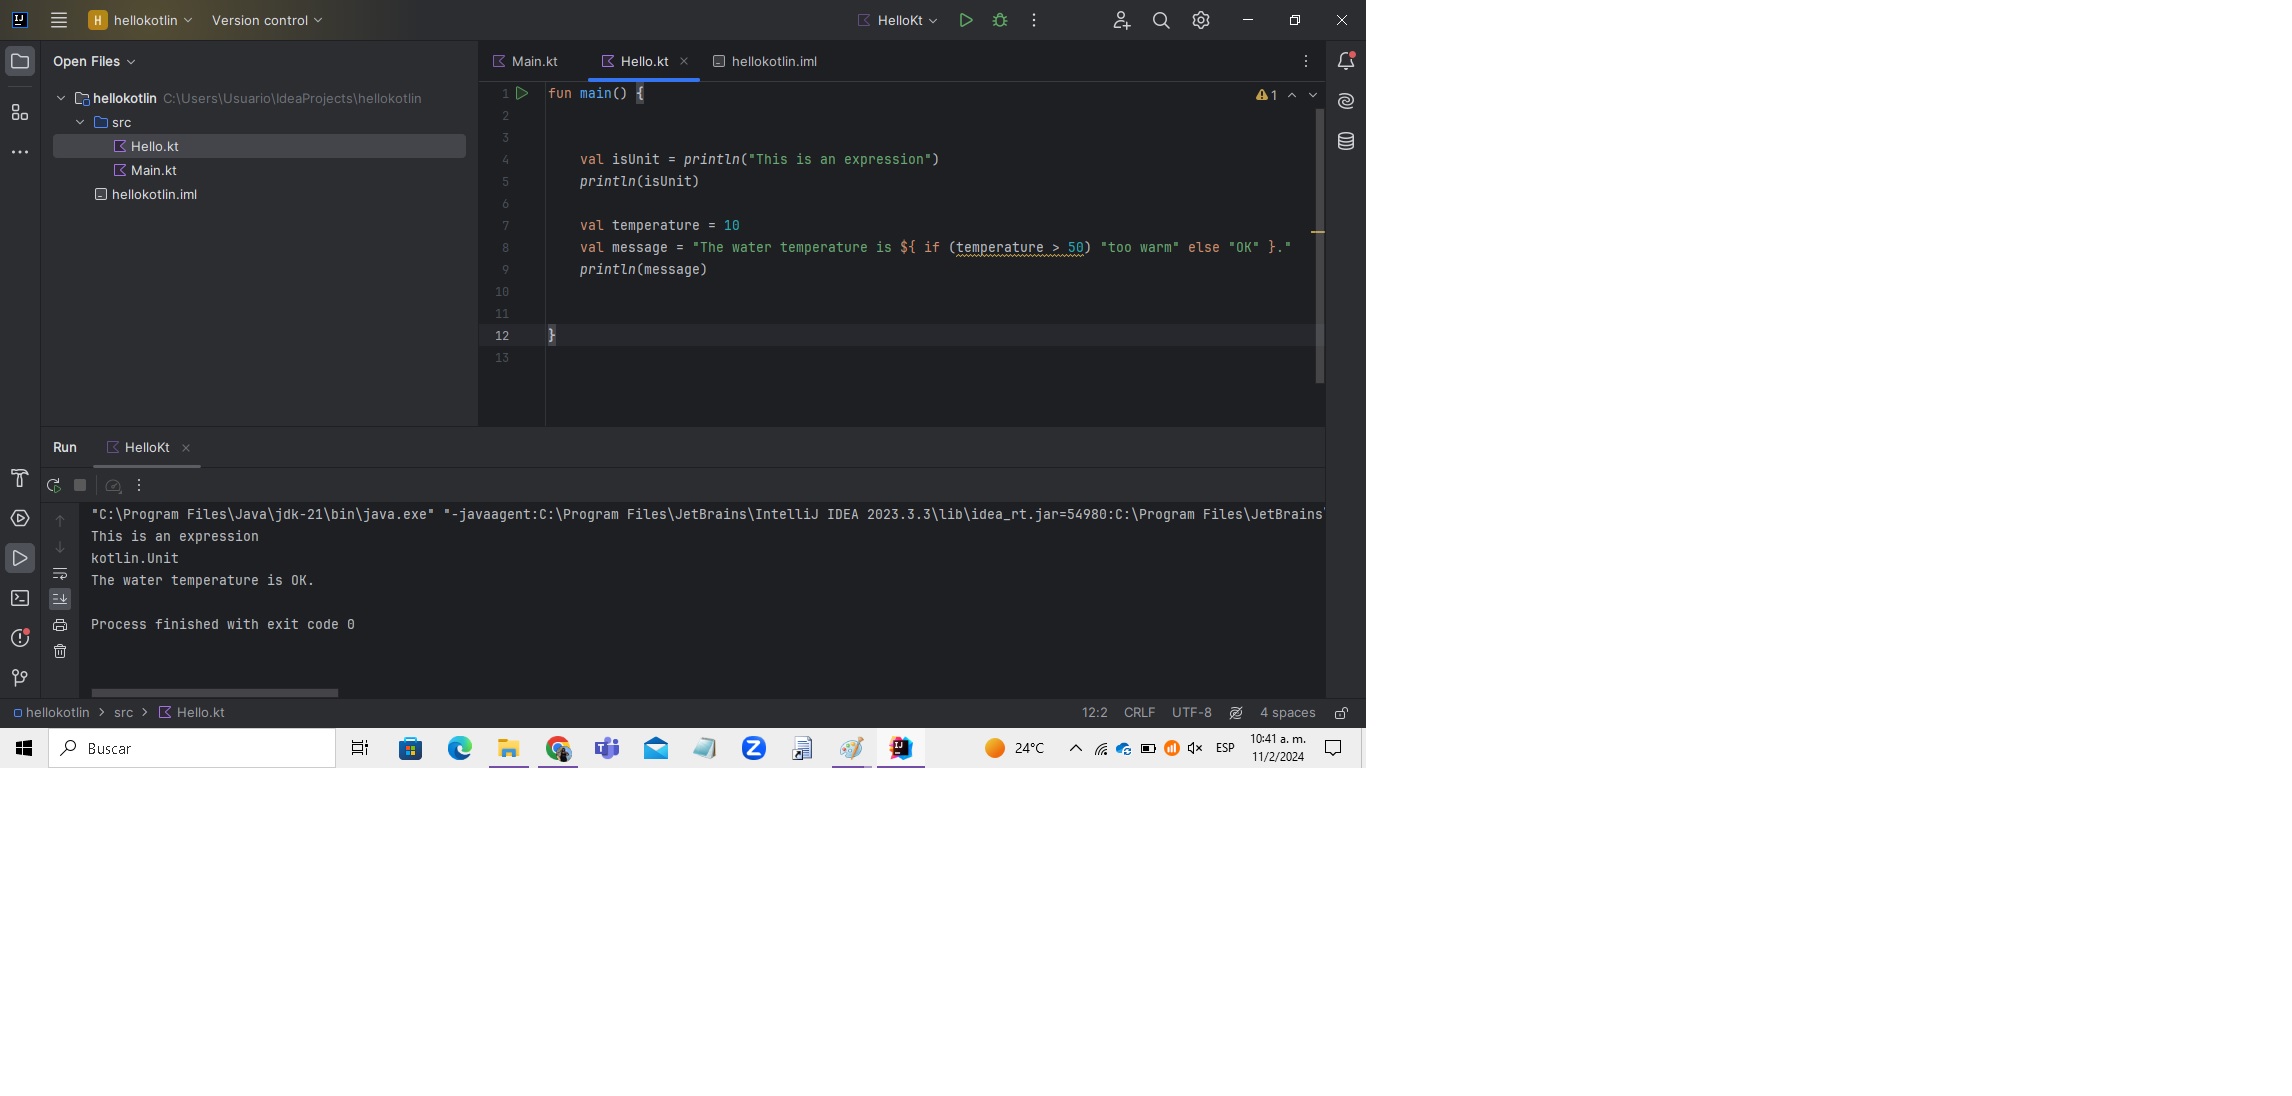 H hellokotlin Version control HelloKt
Open Files
Main.kt Hello.kt hellokotlin.iml
hellokotlin C:\Users\Usuario\IdeaProjects\hellokotlin
src
Hello.kt
Main.kt
hellokotlin.iml
1 fun main() {
1
2
3
4 val isUnit = println("This is an expression")
5 println(isUnit)
6
7 val temperature = 10
8 val message = "The water temperature is ${ if (temperature > 50) "too warm" else "OK" }."
9 println(message)
10
11
12 }
13
Run HelloKt
"C:\Program Files\Java\jdk-21\bin\java.exe" "-javaagent:C:\Program Files\JetBrains\IntelliJ IDEA 2023.3.3\lib\idea_rt.jar=54980:C:\Program Files\JetBrains\
This is an expression
kotlin.Unit
The water temperature is OK.
Process finished with exit code 0
hellokotlin > src > Hello.kt 12:2 CRLF UTF-8 4 spaces
Buscar 24°C ESP 10:41 a. m.
11/2/2024